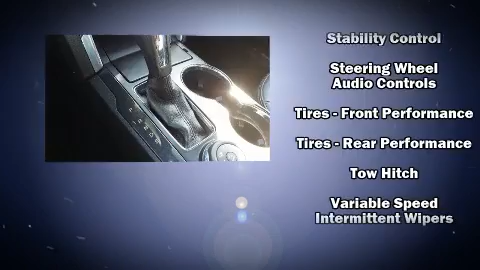 Stability Control
Steering Wheel
Audio Controls
Tires - Front Performance
Tires - Rear Performance
Tow Hitch
Variable Speed
Intermittent Wipers